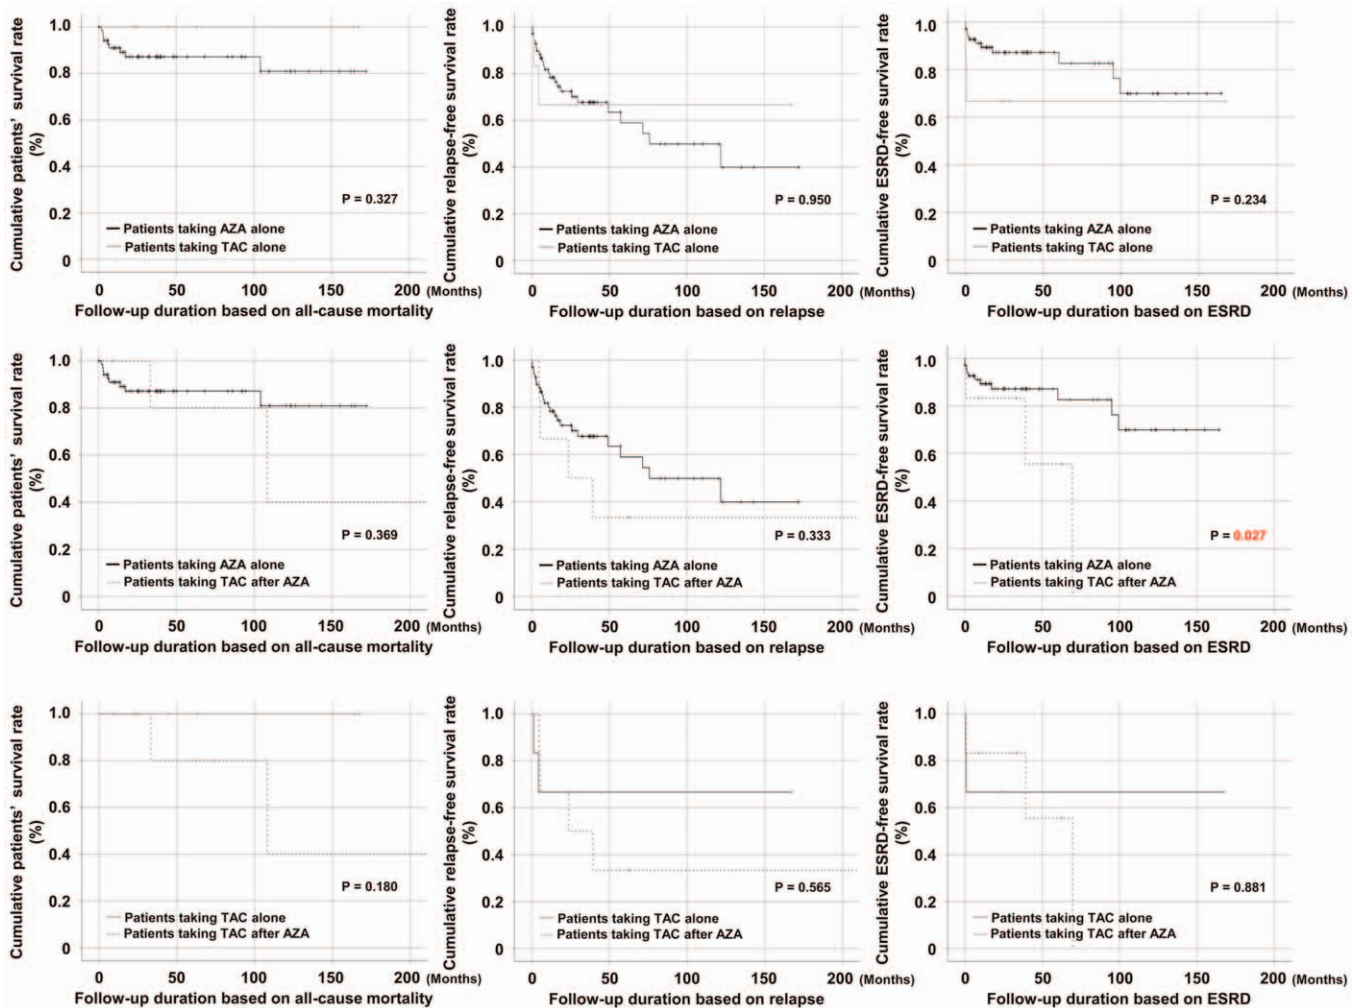 Cumulative patients' survival rate
(%)
1.0
0.8
0.6
0.4
0.2
0
P = 0.327
Patients taking AZA alone
Patients taking TAC alone
0 50 100 150 200 (Months)
Follow-up duration based on all-cause mortality
Cumulative relapse-free survival rate
(%)
1.0
0.8
0.6
0.4
0.2
0
P = 0.950
Patients taking AZA alone
Patients taking TAC alone
0 50 100 150 200 (Months)
Follow-up duration based on relapse
Cumulative ESRD-free survival rate
(%)
1.0
0.8
0.6
0.4
0.2
0
P = 0.234
Patients taking AZA alone
Patients taking TAC alone
0 50 100 150 200 (Months)
Follow-up duration based on ESRD
Cumulative patients' survival rate
(%)
1.0
0.8
0.6
0.4
0.2
0
P = 0.369
Patients taking AZA alone
Patients taking TAC after AZA
0 50 100 150 200 (Months)
Follow-up duration based on all-cause mortality
Cumulative relapse-free survival rate
(%)
1.0
0.8
0.6
0.4
0.2
0
P = 0.333
Patients taking AZA alone
Patients taking TAC after AZA
0 50 100 150 200 (Months)
Follow-up duration based on relapse
Cumulative ESRD-free survival rate
(%)
1.0
0.8
0.6
0.4
0.2
0
P = 0.027
Patients taking AZA alone
Patients taking TAC after AZA
0 50 100 150 200 (Months)
Follow-up duration based on ESRD
Cumulative patients' survival rate
(%)
1.0
0.8
0.6
0.4
0.2
0
P = 0.180
Patients taking TAC alone
Patients taking TAC after AZA
0 50 100 150 200 (Months)
Follow-up duration based on all-cause mortality
Cumulative relapse-free survival rate
(%)
1.0
0.8
0.6
0.4
0.2
0
P = 0.565
Patients taking TAC alone
Patients taking TAC after AZA
0 50 100 150 200 (Months)
Follow-up duration based on relapse
Cumulative ESRD-free survival rate
(%)
1.0
0.8
0.6
0.4
0.2
0
P = 0.881
Patients taking TAC alone
Patients taking TAC after AZA
0 50 100 150 200 (Months)
Follow-up duration based on ESRD